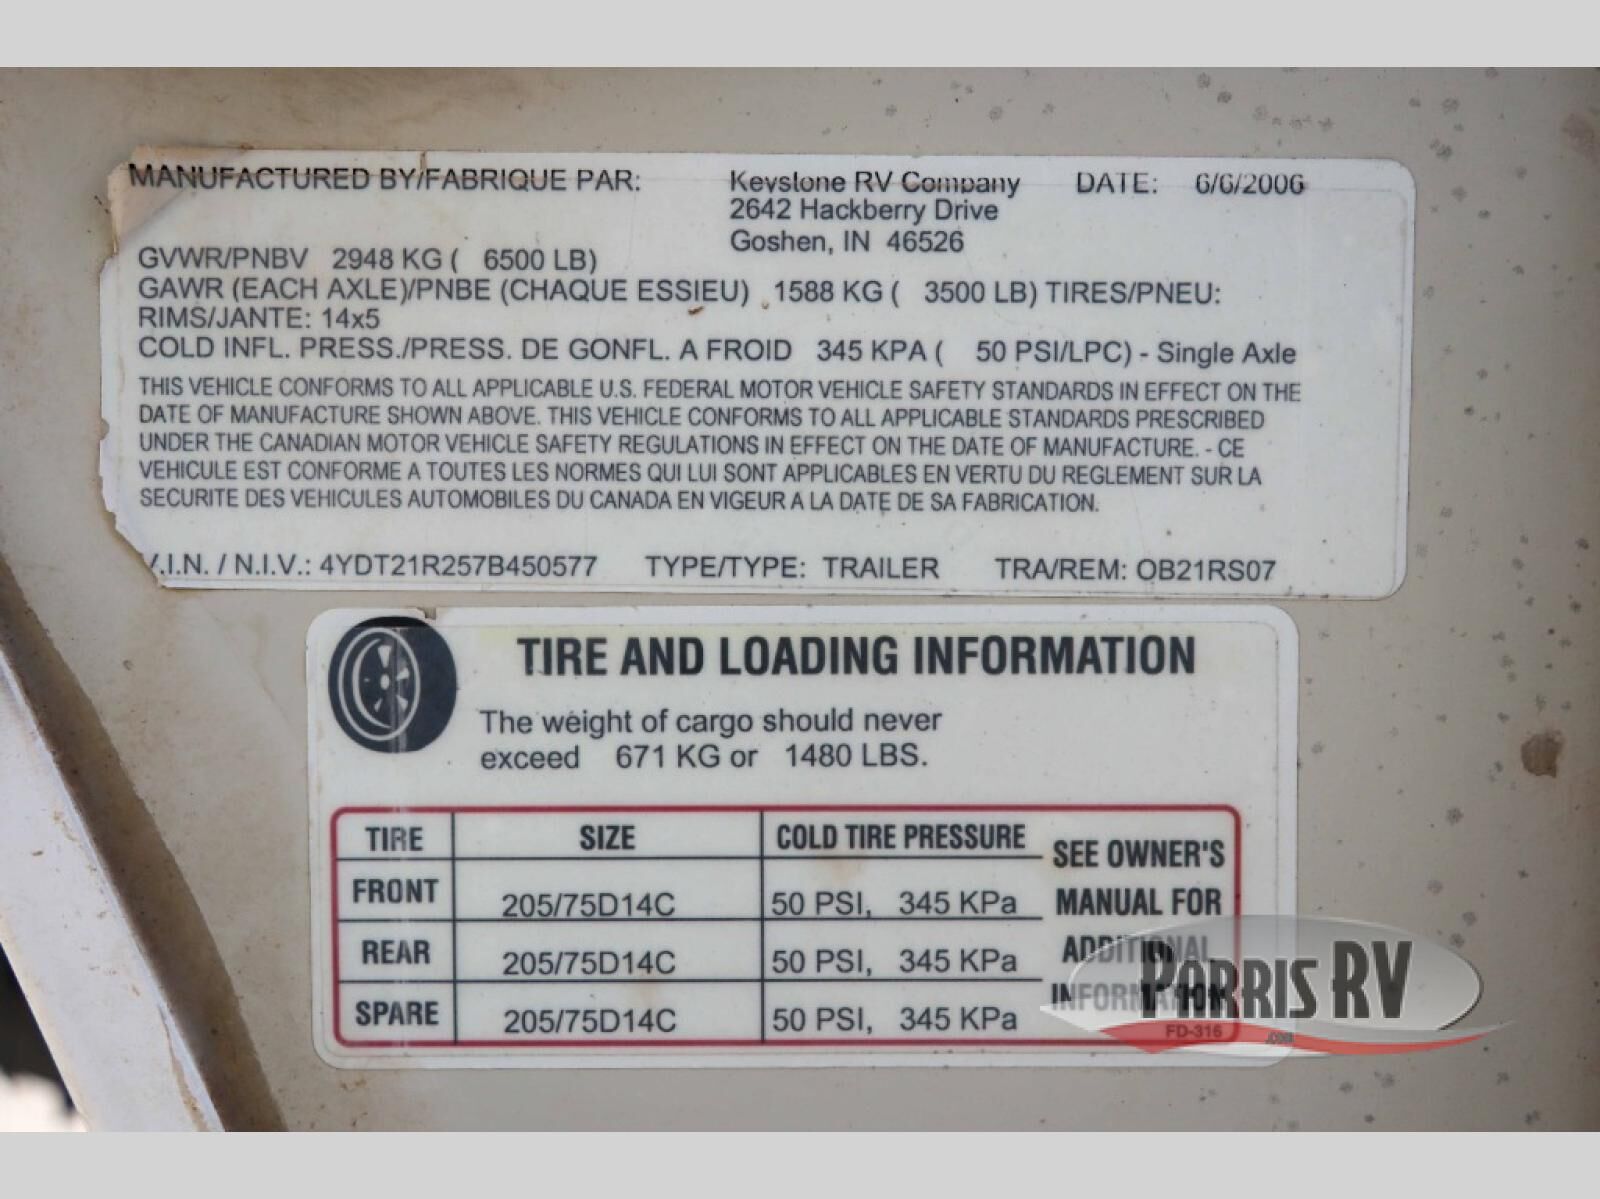 MANUFACTURED BY/FABRIQUE PAR: Keystone RV Company DATE: 6/6/2006
2642 Hackberry Drive
Goshen, IN 46526
GVWR/PNBV 2948 KG ( 6500 LB)
GAWR (EACH AXLE)/PNBE (CHAQUE ESSIEU) 1588 KG ( 3500 LB) TIRES/PNEU:
RIMS/JANTE: 14x5
COLD INFL. PRESS./PRESS. DE GONFL. A FROID 345 KPA ( 50 PSI/LPC) - Single Axle
THIS VEHICLE CONFORMS TO ALL APPLICABLE U.S. FEDERAL MOTOR VEHICLE SAFETY STANDARDS IN EFFECT ON THE
DATE OF MANUFACTURE SHOWN ABOVE. THIS VEHICLE CONFORMS TO ALL APPLICABLE STANDARDS PRESCRIBED
UNDER THE CANADIAN MOTOR VEHICLE SAFETY REGULATIONS IN EFFECT ON THE DATE OF MANUFACTURE. - CE
VEHICULE EST CONFORME A TOUTES LES NORMES QUI LUI SONT APPLICABLES EN VERTU DU REGLEMENT SUR LA
SECURITE DES VEHICULES AUTOMOBILES DU CANADA EN VIGEUR A LA DATE DE SA FABRICATION.
V.I.N. / N.I.V.: 4YDT21R257B450577 TYPE/TYPE: TRAILER TRA/REM: OB21RS07
TIRE AND LOADING INFORMATION
The weight of cargo should never
exceed 671 KG or 1480 LBS.
TIRE SIZE COLD TIRE PRESSURE
FRONT 205/75D14C 50 PSI, 345 KPa
REAR 205/75D14C 50 PSI, 345 KPa
SPARE 205/75D14C 50 PSI, 345 KPa
SEE OWNER'S
MANUAL FOR
ADDITIONAL
INFORMATION
FD-316
PARRIS RV
.com